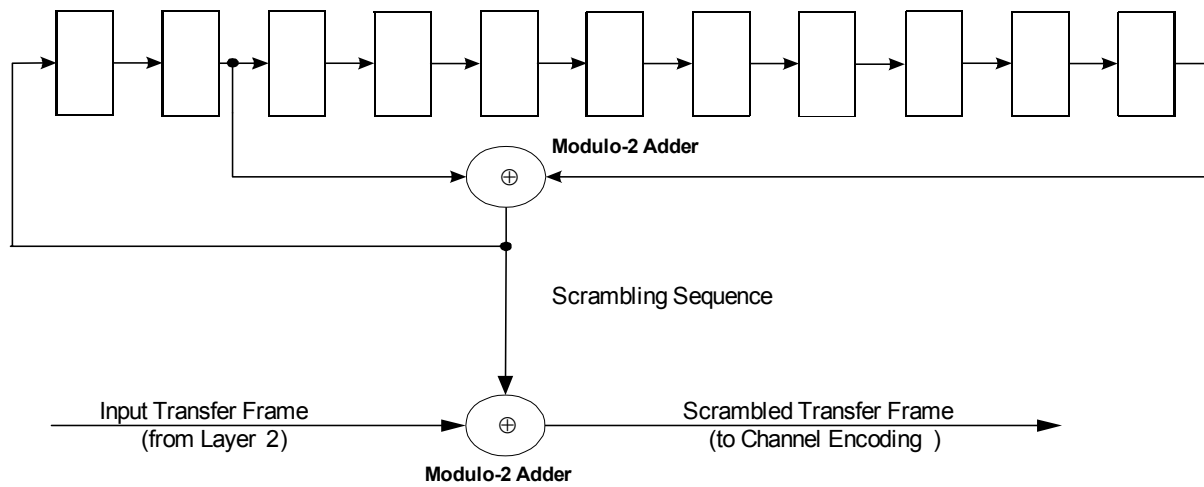 Modulo-2 Adder
Scrambling Sequence
Input Transfer Frame
(from Layer 2)
Scrambled Transfer Frame
(to Channel Encoding )
Modulo-2 Adder